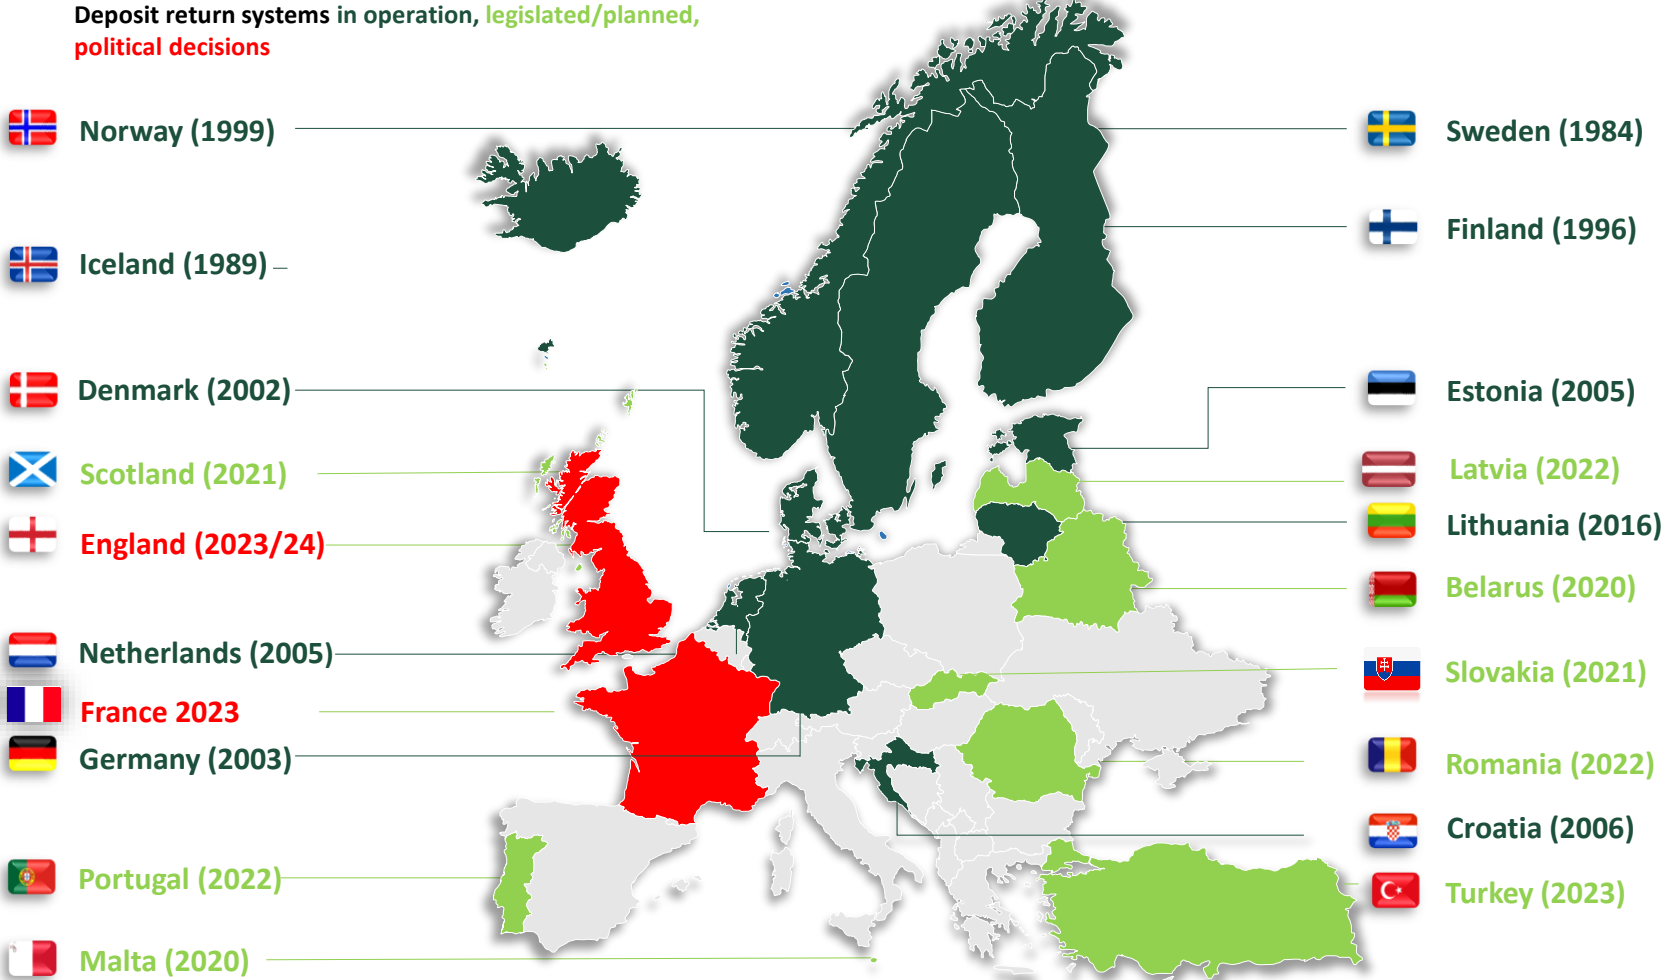 Deposit return systems in operation, legislated/planned,
political decisions
Norway (1999)
Iceland (1989)
Denmark (2002)
Scotland (2021)
England (2023/24)
Netherlands (2005)
France 2023
Germany (2003)
Portugal (2022)
Malta (2020)
Sweden (1984)
Finland (1996)
Estonia (2005)
Latvia (2022)
Lithuania (2016)
Belarus (2020)
Slovakia (2021)
Romania (2022)
Croatia (2006)
Turkey (2023)